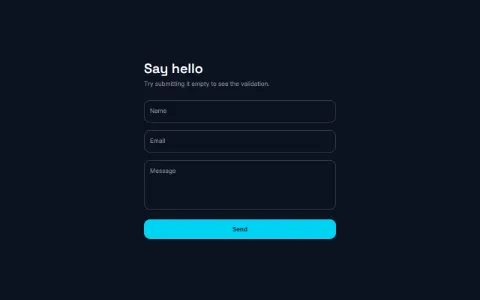 Say hello
Try submitting it empty to see the validation.
Name
Email
Message
Send